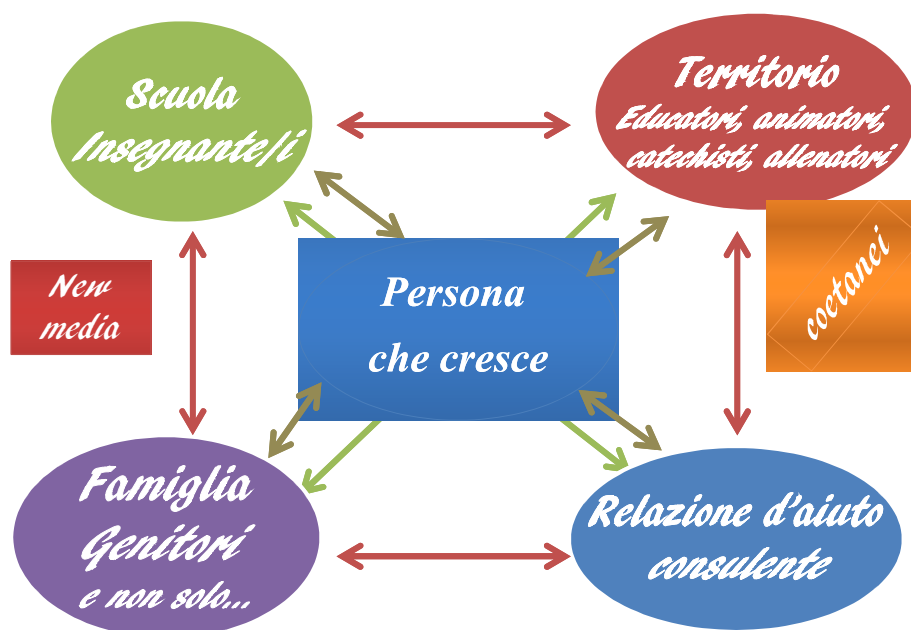 Scuola
Insegnante/i
Territorio
Educatori, animatori,
catechisti, allenatori
New
media
Persona
che cresce
coetanei
Famiglia
Genitori
e non solo...
Relazione d'aiuto
consulente